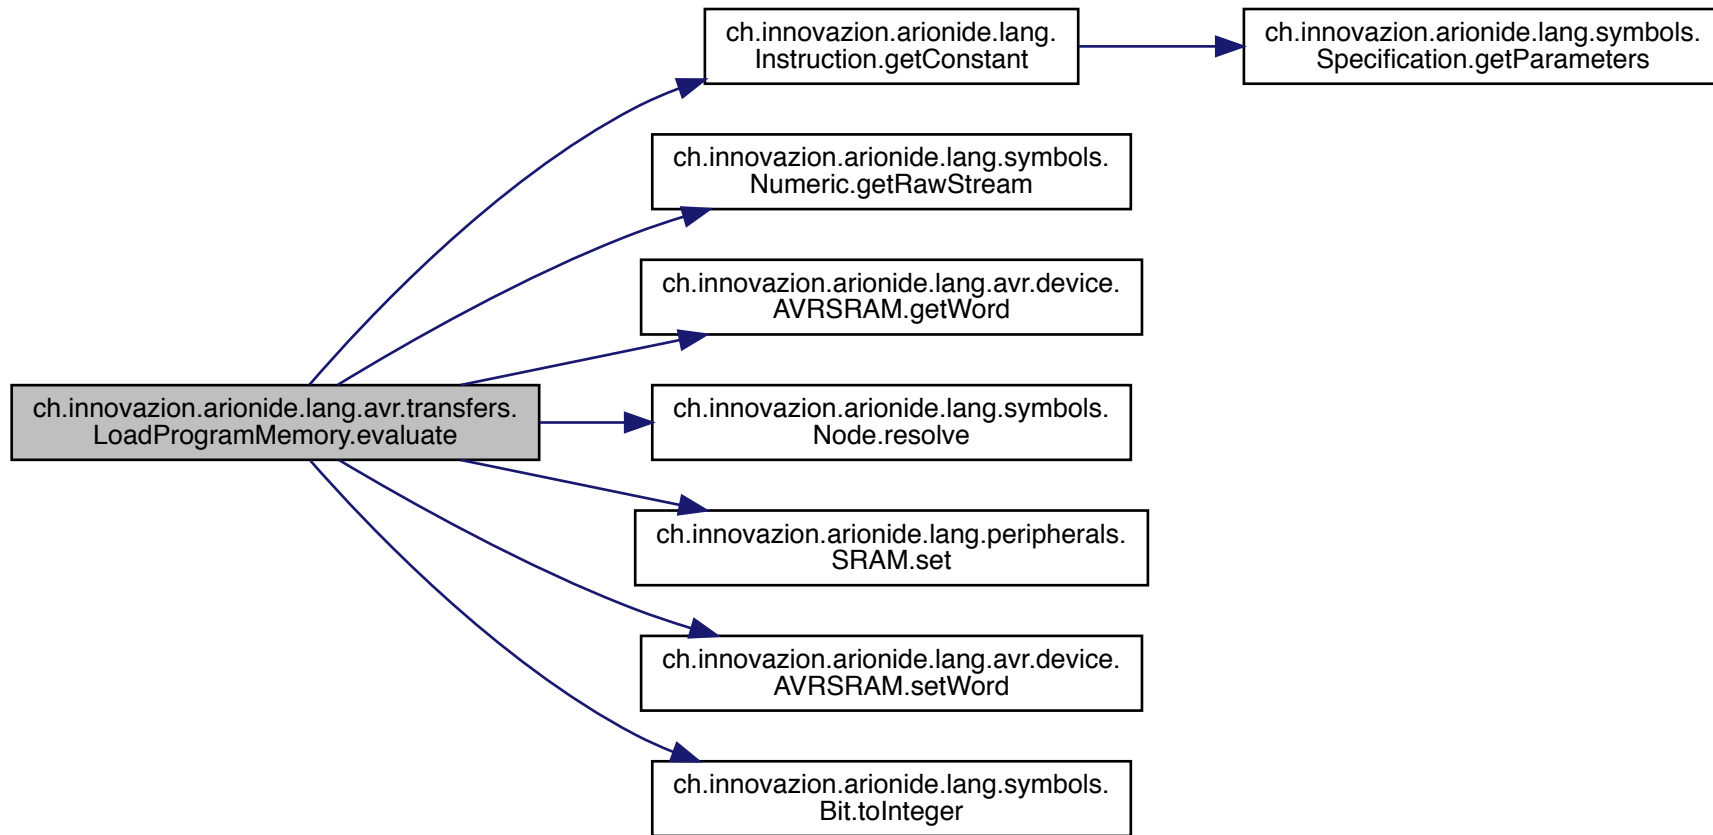 ch.innovazion.arionide.lang.
Instruction.getConstant
ch.innovazion.arionide.lang.symbols.
Specification.getParameters
ch.innovazion.arionide.lang.symbols.
Numeric.getRawStream
ch.innovazion.arionide.lang.avr.device.
AVRSRAM.getWord
ch.innovazion.arionide.lang.avr.transfers.
LoadProgramMemory.evaluate
ch.innovazion.arionide.lang.symbols.
Node.resolve
ch.innovazion.arionide.lang.peripherals.
SRAM.set
ch.innovazion.arionide.lang.avr.device.
AVRSRAM.setWord
ch.innovazion.arionide.lang.symbols.
Bit.toInteger